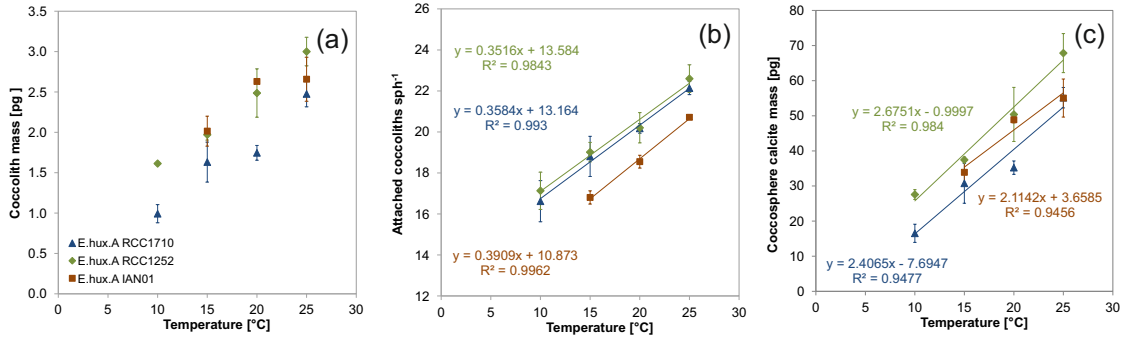 (a)
Coccolith mass [pg ]
3.5
3.0
2.5
2.0
1.5
1.0
0.5
0.0
E.hux.A RCC1710
E.hux.A RCC1252
E.hux.A IAN01
0 5 10 15 20 25 30
Temperature [°C]
(b)
Attached coccoliths sph-1
26
24
22
20
18
16
14
12
y = 0.3516x + 13.584
R² = 0.9843
y = 0.3584x + 13.164
R² = 0.993
y = 0.3909x + 10.873
R² = 0.9962
0 5 10 15 20 25 30
Temperature [°C]
(c)
Coccosphere calcite mass [pg]
80
70
60
50
40
30
20
10
0
y = 2.6751x - 0.9997
R² = 0.984
y = 2.1142x + 3.6585
R² = 0.9456
y = 2.4065x - 7.6947
R² = 0.9477
0 5 10 15 20 25 30
Temperature [°C]